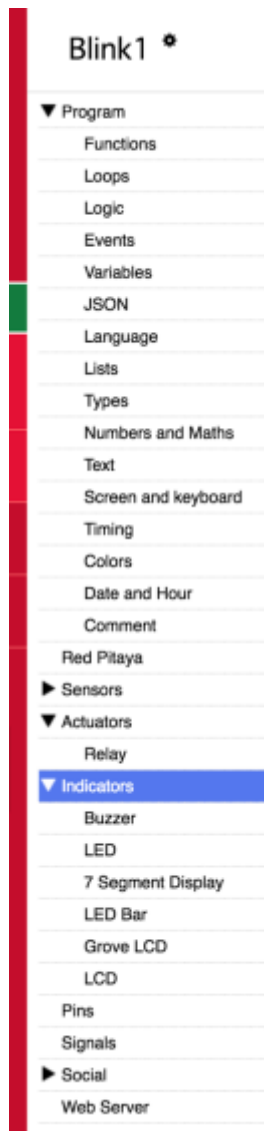 Blink1
Program
Functions
Loops
Logic
Events
Variables
JSON
Language
Lists
Types
Numbers and Maths
Text
Screen and keyboard
Timing
Colors
Date and Hour
Comment
Red Pitaya
Sensors
Actuators
Relay
Indicators
Buzzer
LED
7 Segment Display
LED Bar
Grove LCD
LCD
Pins
Signals
Social
Web Server